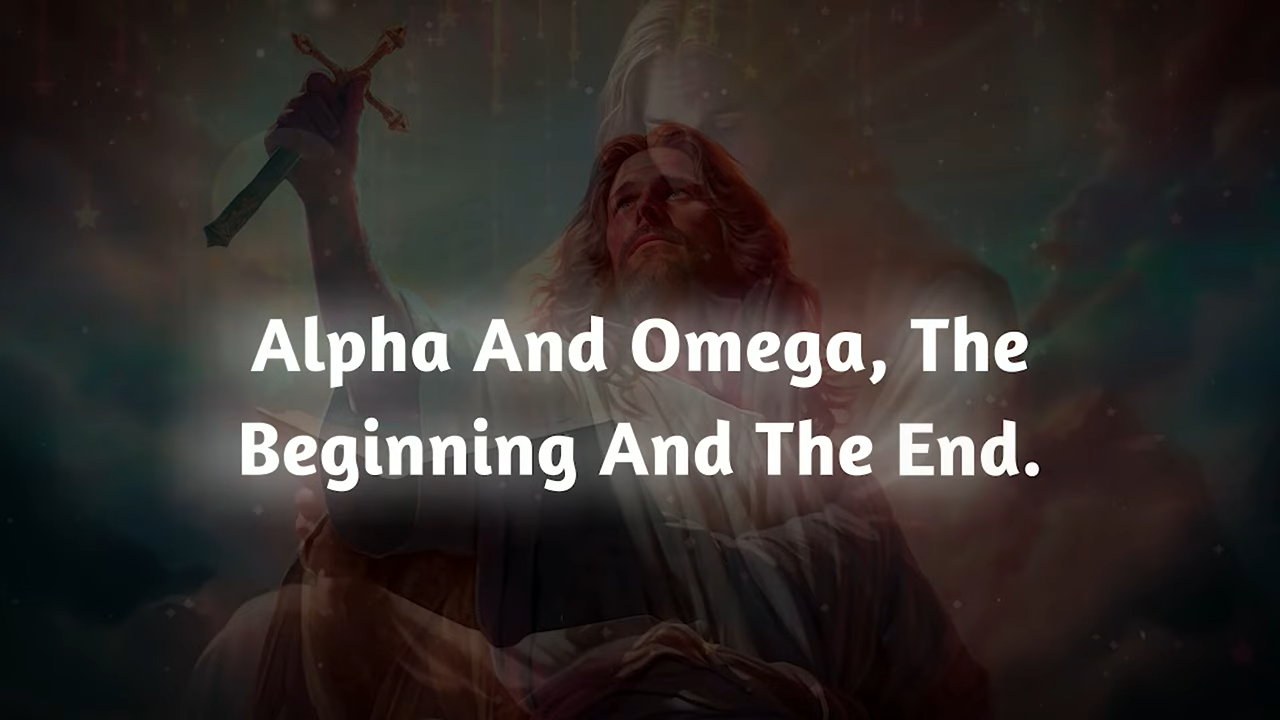 Alpha And Omega, The
Beginning And The End.